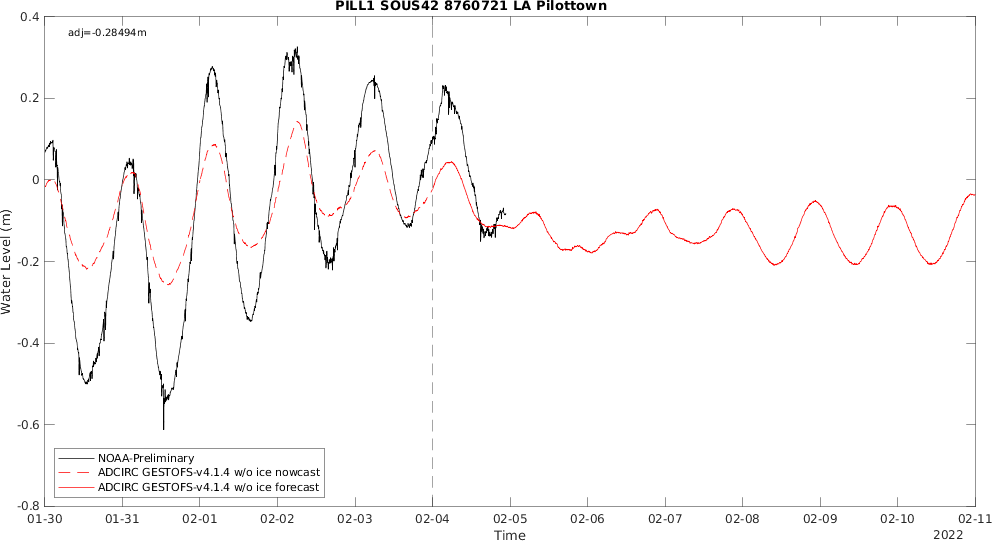 PILL1 SOUS42 8760721 LA Pilottown
adj=-0.28494m
0.4
0.2
0
-0.2
-0.4
-0.6
-0.8
Water Level (m)
NOAA-Preliminary
ADCIRC GESTOFS-v4.1.4 w/o ice nowcast
ADCIRC GESTOFS-v4.1.4 w/o ice forecast
01-30 01-31 02-01 02-02 02-03 02-04 02-05 02-06 02-07 02-08 02-09 02-10 02-11
Time
2022